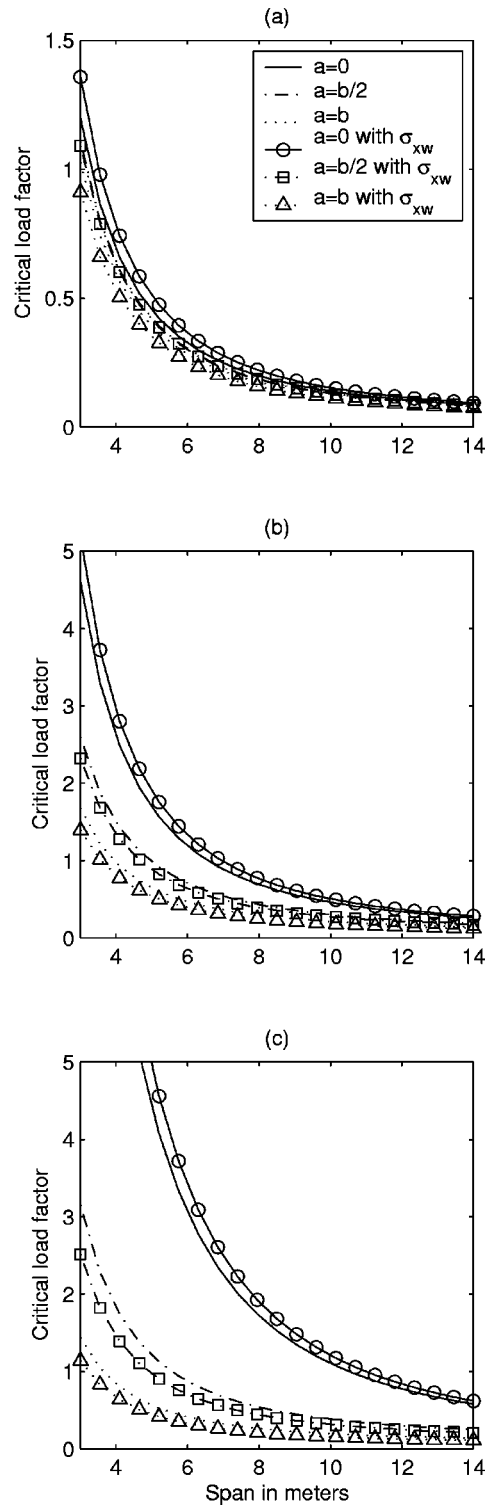 (a)
1.5
1
0.5
0
Critical load factor
a=0
a=b/2
a=b
a=0 with σxw
a=b/2 with σxw
a=b with σxw
4 6 8 10 12 14
(b)
5
4
3
2
1
0
Critical load factor
4 6 8 10 12 14
(c)
5
4
3
2
1
0
Critical load factor
4 6 8 10 12 14
Span in meters